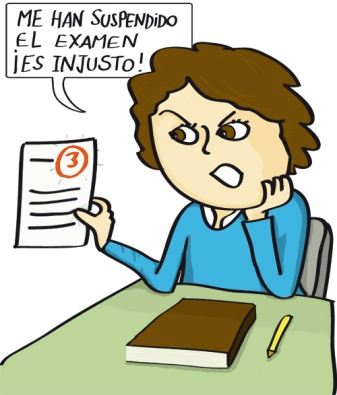 ME HAN SUSPENDIDO
EL EXAMEN
¡ES INJUSTO!
3